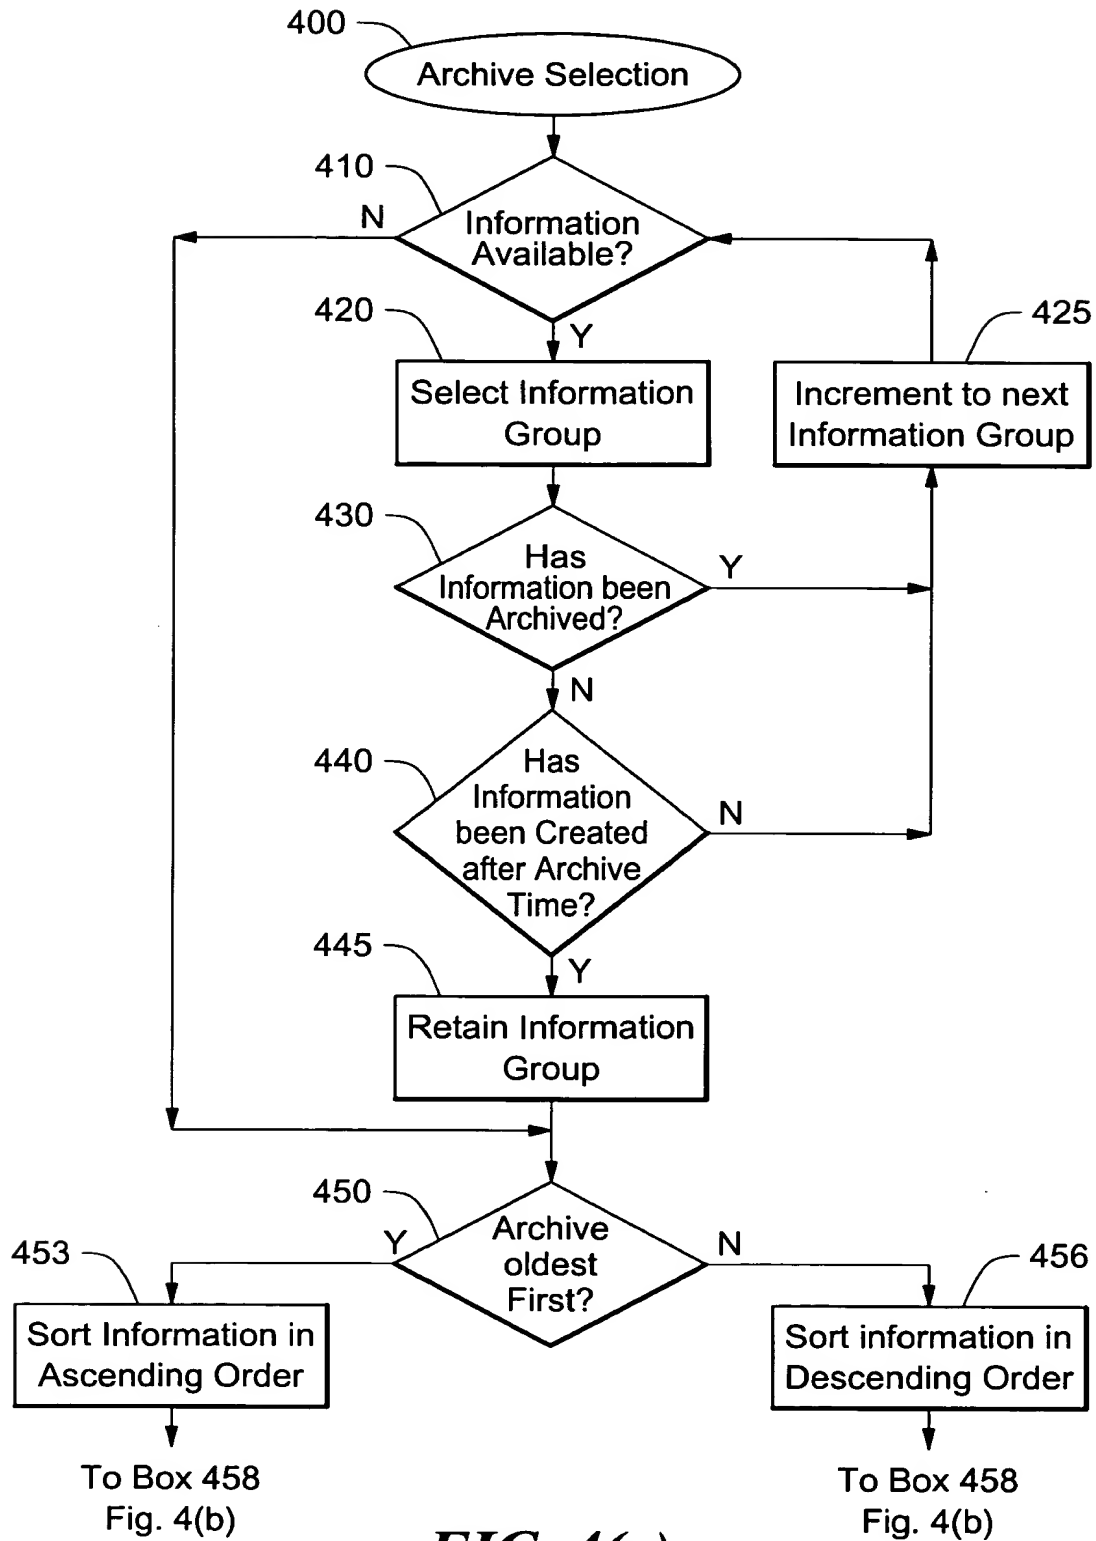 400
Archive Selection
410
N
Information
Available?
420
Y
425
Select Information
Group
Increment to next
Information Group
430
Has
Information been
Archived?
Y
N
440
Has
Information
been Created
after Archive
Time?
N
445
Y
Retain Information
Group
450
Y
Archive
oldest
First?
N
453
456
Sort Information in
Ascending Order
Sort information in
Descending Order
To Box 458
Fig. 4(b)
To Box 458
Fig. 4(b)